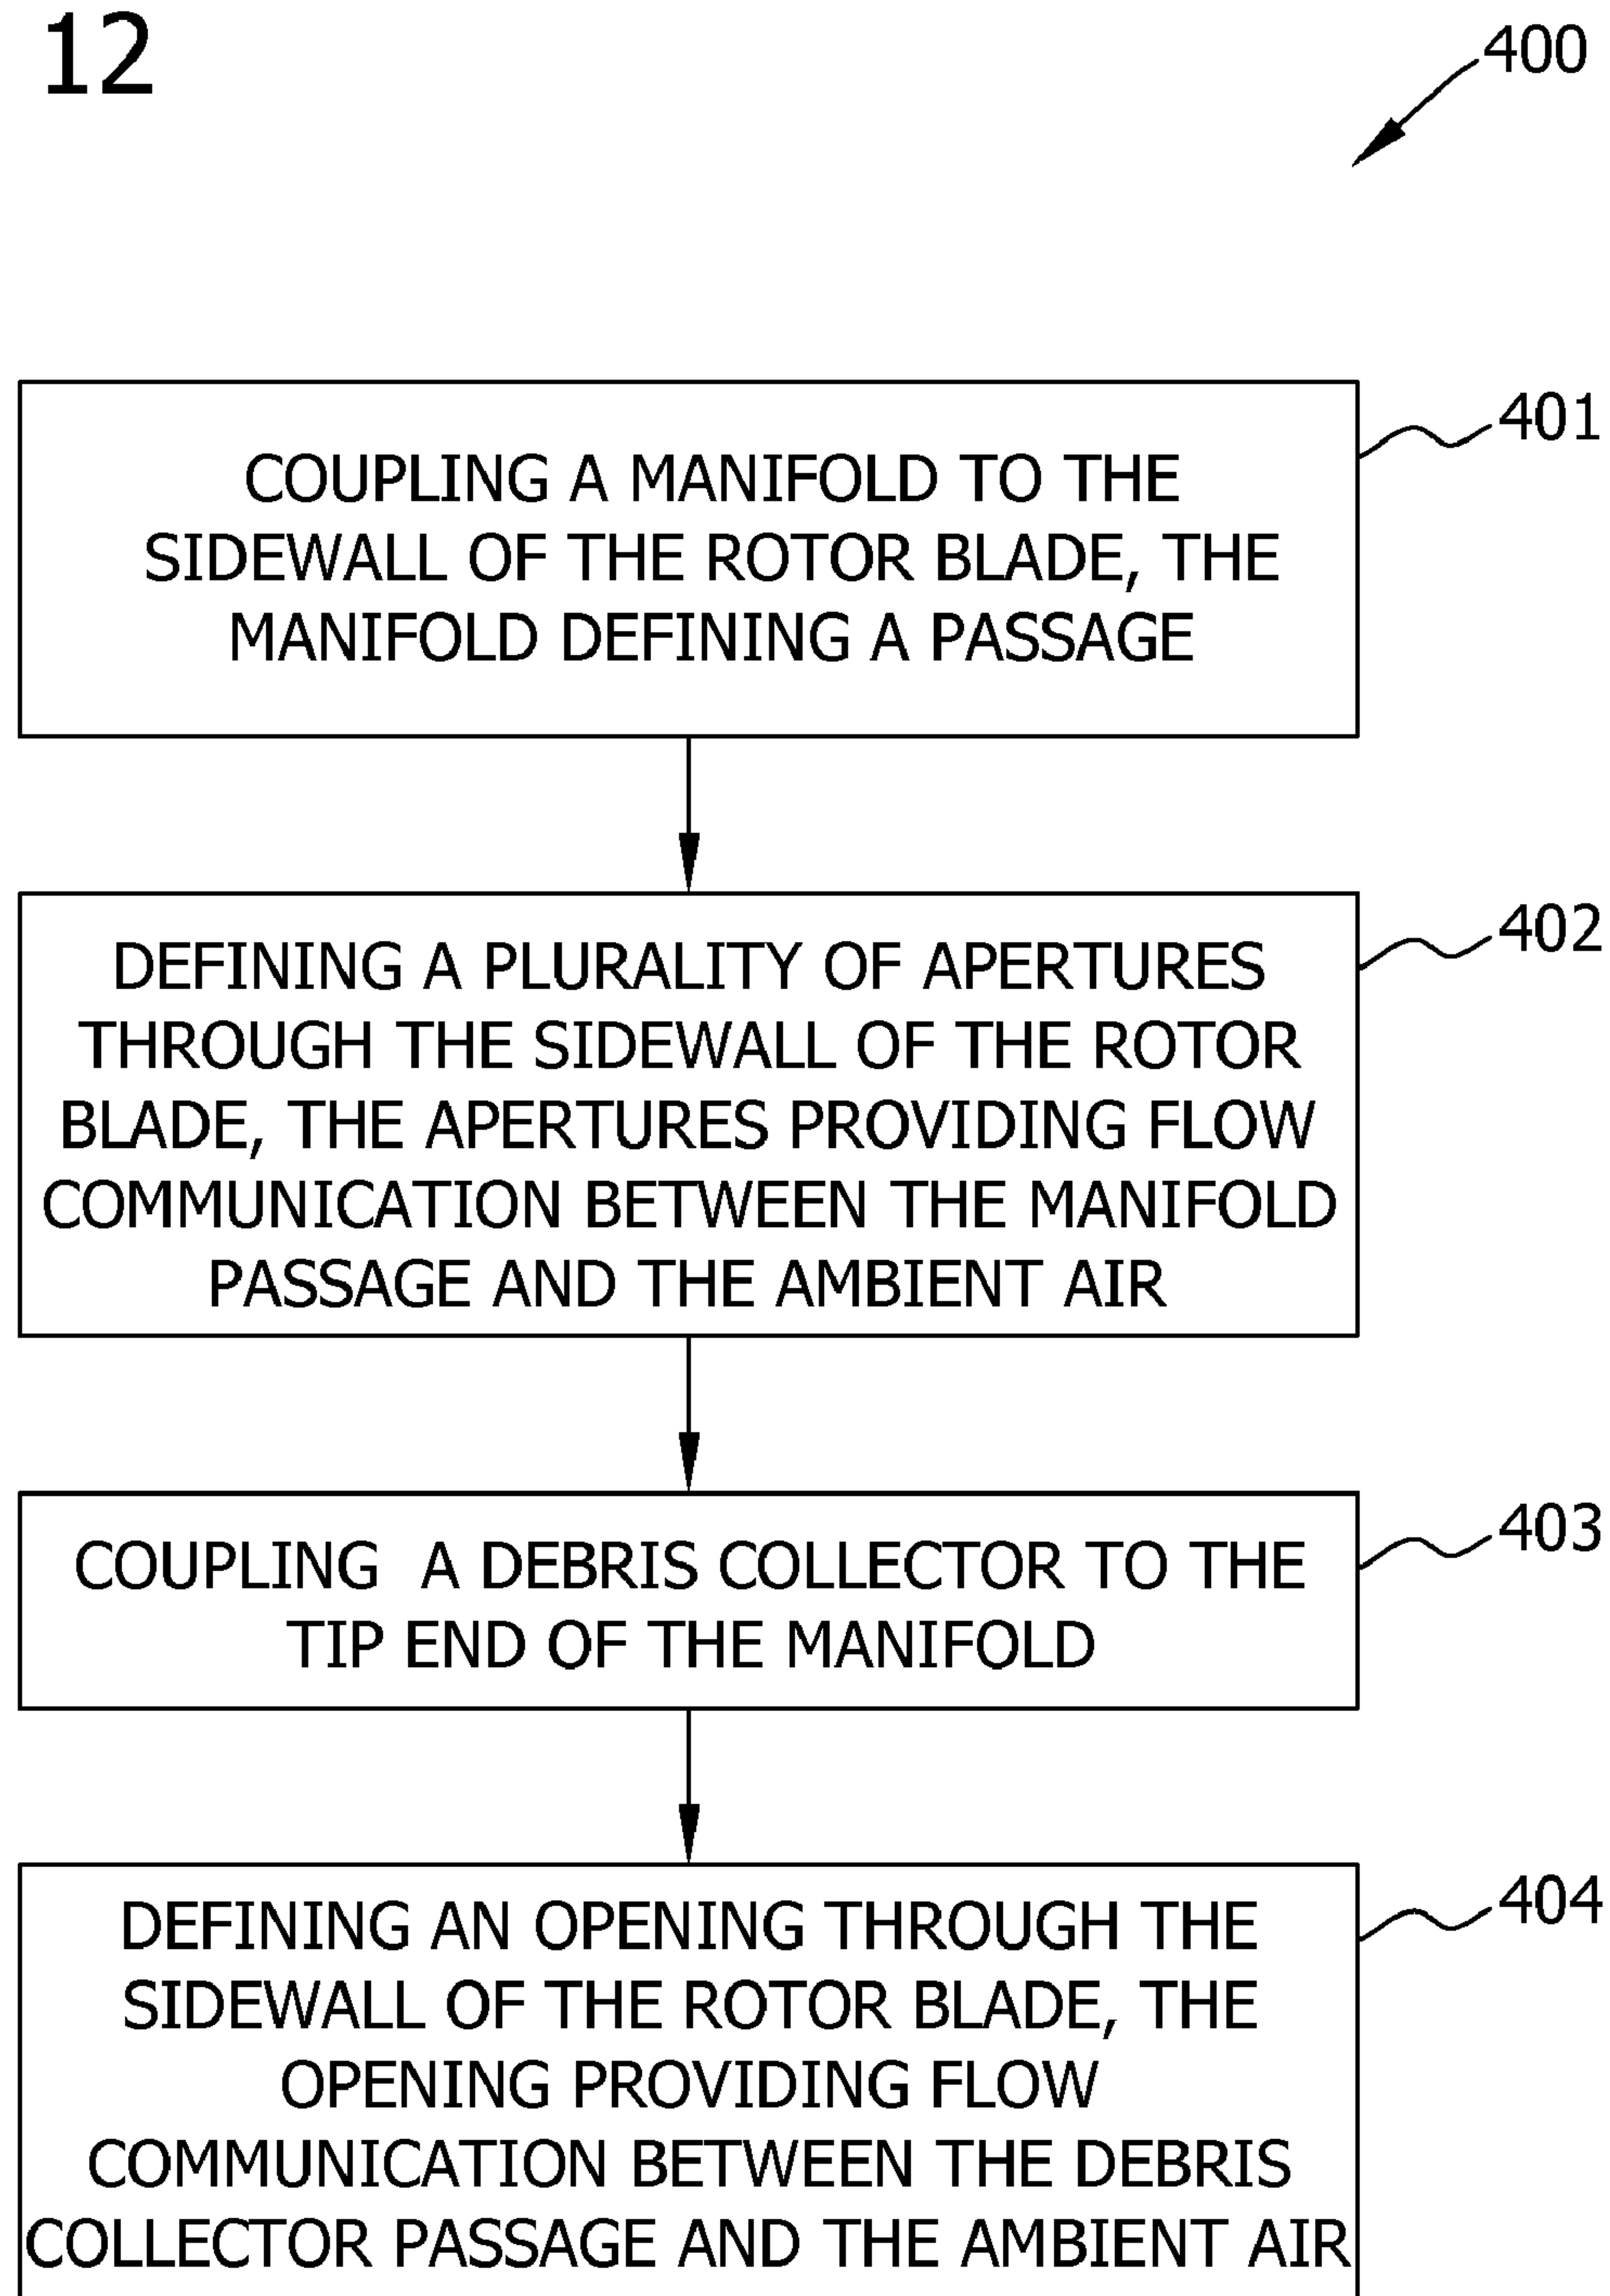 12
400
401
COUPLING A MANIFOLD TO THE
SIDEWALL OF THE ROTOR BLADE, THE
MANIFOLD DEFINING A PASSAGE
402
DEFINING A PLURALITY OF APERTURES
THROUGH THE SIDEWALL OF THE ROTOR
BLADE, THE APERTURES PROVIDING FLOW
COMMUNICATION BETWEEN THE MANIFOLD
PASSAGE AND THE AMBIENT AIR
403
COUPLING A DEBRIS COLLECTOR TO THE
TIP END OF THE MANIFOLD
404
DEFINING AN OPENING THROUGH THE
SIDEWALL OF THE ROTOR BLADE, THE
OPENING PROVIDING FLOW
COMMUNICATION BETWEEN THE DEBRIS
COLLECTOR PASSAGE AND THE AMBIENT AIR